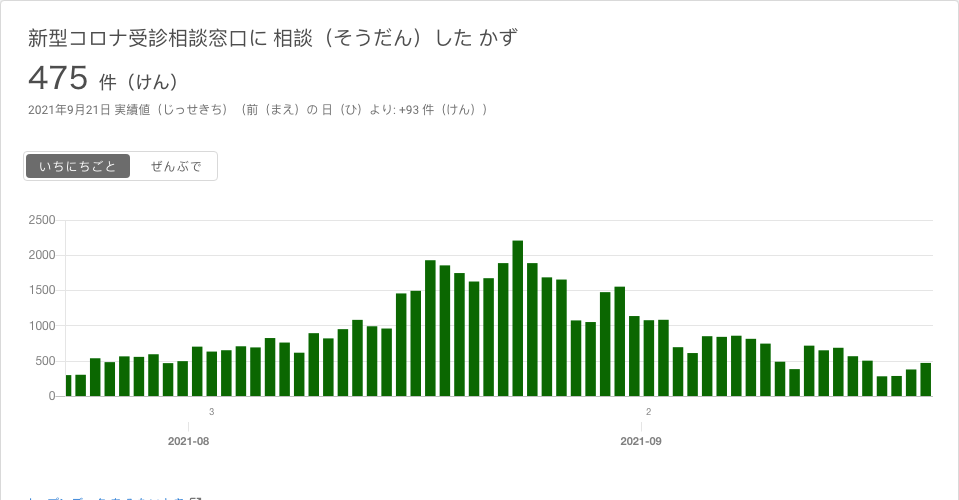 新型コロナ受診相談窓口に 相談（そうだん）した かず
475 件（けん）
2021年9月21日 実績値（じっせきち）（前（まえ）の 日（ひ）より: +93 件（けん））
いちにちごと ぜんぶで
2500
2000
1500
1000
500
0
3 2
2021-08 2021-09